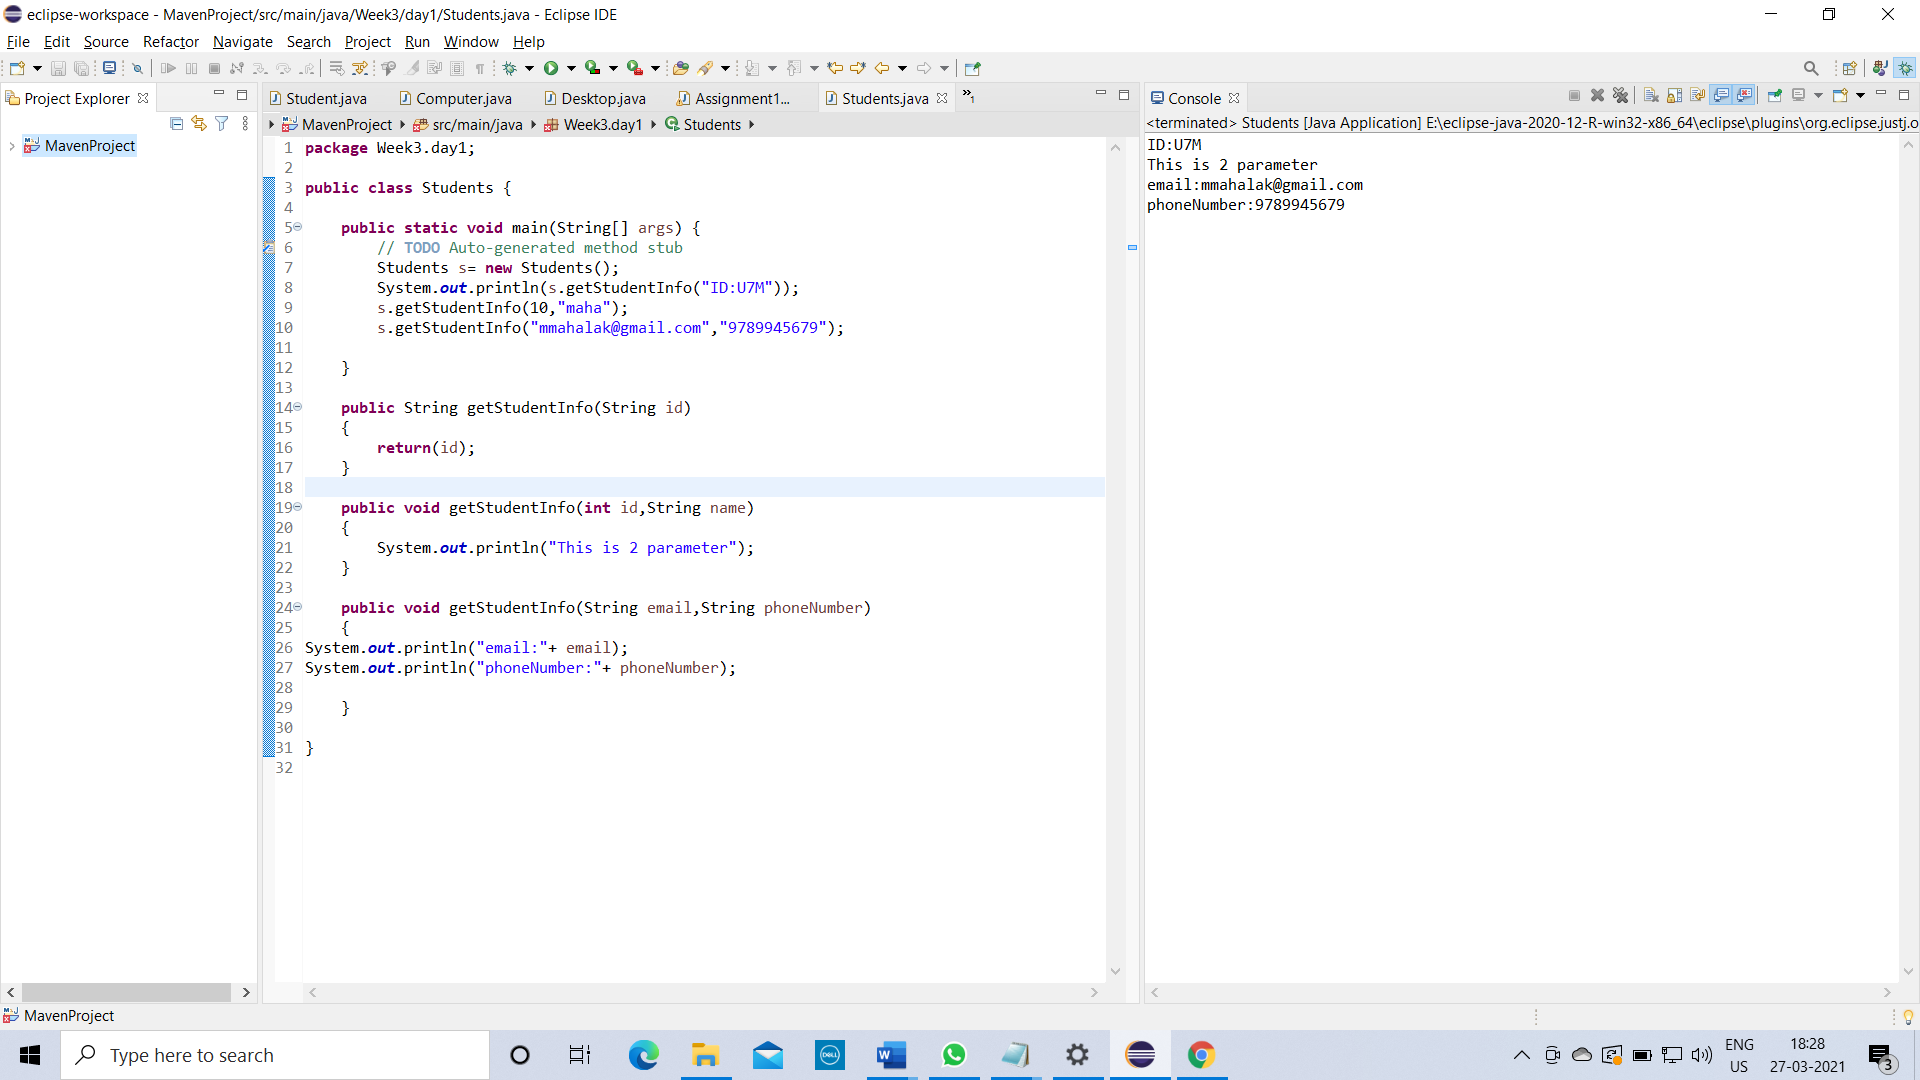 eclipse-workspace - MavenProject/src/main/java/Week3/day1/Students.java - Eclipse IDE
File Edit Source Refactor Navigate Search Project Run Window Help
Project Explorer
MavenProject
Student.java Computer.java Desktop.java Assignment1... Students.java »1
MavenProject src/main/java Week3.day1 Students
1 package Week3.day1;
2
3 public class Students {
4
5 public static void main(String[] args) {
6 // TODO Auto-generated method stub
7 Students s= new Students();
8 System.out.println(s.getStudentInfo("ID:U7M"));
9 s.getStudentInfo(10,"maha");
10 s.getStudentInfo("mmahalak@gmail.com","9789945679");
11
12 }
13
14 public String getStudentInfo(String id)
15 {
16 return(id);
17 }
18
19 public void getStudentInfo(int id,String name)
20 {
21 System.out.println("This is 2 parameter");
22 }
23
24 public void getStudentInfo(String email,String phoneNumber)
25 {
26 System.out.println("email:"+ email);
27 System.out.println("phoneNumber:"+ phoneNumber);
28
29 }
30
31 }
32
Console
<terminated> Students [Java Application] E:\eclipse-java-2020-12-R-win32-x86_64\eclipse\plugins\org.eclipse.justj.o
ID:U7M
This is 2 parameter
email:mmahalak@gmail.com
phoneNumber:9789945679
MavenProject
Type here to search
DELL
W
ENG
US
18:28
27-03-2021
3